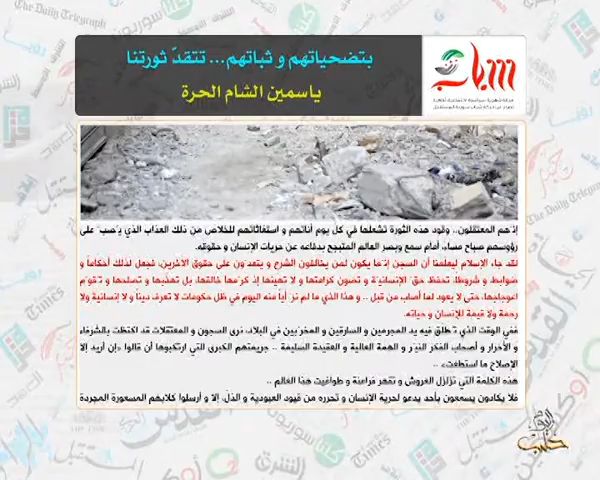 بتضحياتهم و ثباتهم... تتقدّ ثورتنا
ياسمين الشام الحرة
شباب
إنهم المعتقلون.. وقود هذه الثورة تشعلها في كل يوم أناتهم و استغاثاتهم للخلاص من ذلك العذاب الذي يُصبّ على
رؤوسهم صباح مساء، أمام سمع وبصر العالم المتبجح بدفاعه عن حريات الإنسان و حقوقه.
لقد جاء الإسلام ليعلمنا أن السجن إنما يكون لمن يخالفون الشرع و يتعدون على حقوق الآخرين، فجعل لذلك أحكاماً و
ضوابط و شروطاً، تحفظ حق الإنسانية و تصون كرامتها و لا تهينها إذ كرّمها خالقها، بل تهذبها و تصلحها و تقوّم
اعوجاجها، حتى لا يعود لما أصاب من قبل .. و هذا الذي ما لم نرَ أياً منه اليوم في ظل حكومات لا تعرف ديناً و لا إنسانية ولا
رحمة ولا قيمة للإنسان و حياته.
ففي الوقت الذي تُطلق فيه يد المجرمين و السارقين و المخربين في البلاد، نرى السجون و المعتقلات قد اكتظت بالشرفاء
و الأحرار و أصحاب الفكر النيّر و الهمة العالية و العقيدة السليمة .. جريمتهم الكبرى التي ارتكبوها أن قالوا «إن أريد إلا
الإصلاح ما استطعت» ..
هذه الكلمة التي تزلزل العروش و تقهر فراعنة و طواغيت هذا العالم ..
فلا يكادون يسمعون بأحد يدعو لحرية الإنسان و تحرره من قيود العبودية و الذل، إلا و أرسلوا كلابهم المسعورة المجردة
حلب اليوم